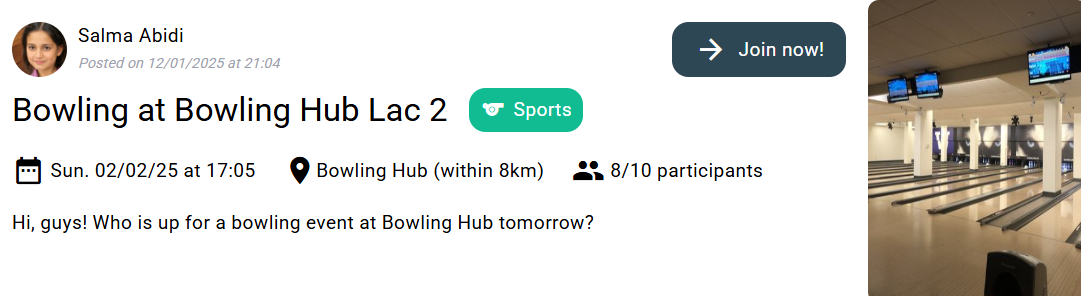 Salma Abidi
Posted on 12/01/2025 at 21:04
Join now!
Bowling at Bowling Hub Lac 2
Sports
Sun. 02/02/25 at 17:05
Bowling Hub (within 8km)
8/10 participants
Hi, guys! Who is up for a bowling event at Bowling Hub tomorrow?